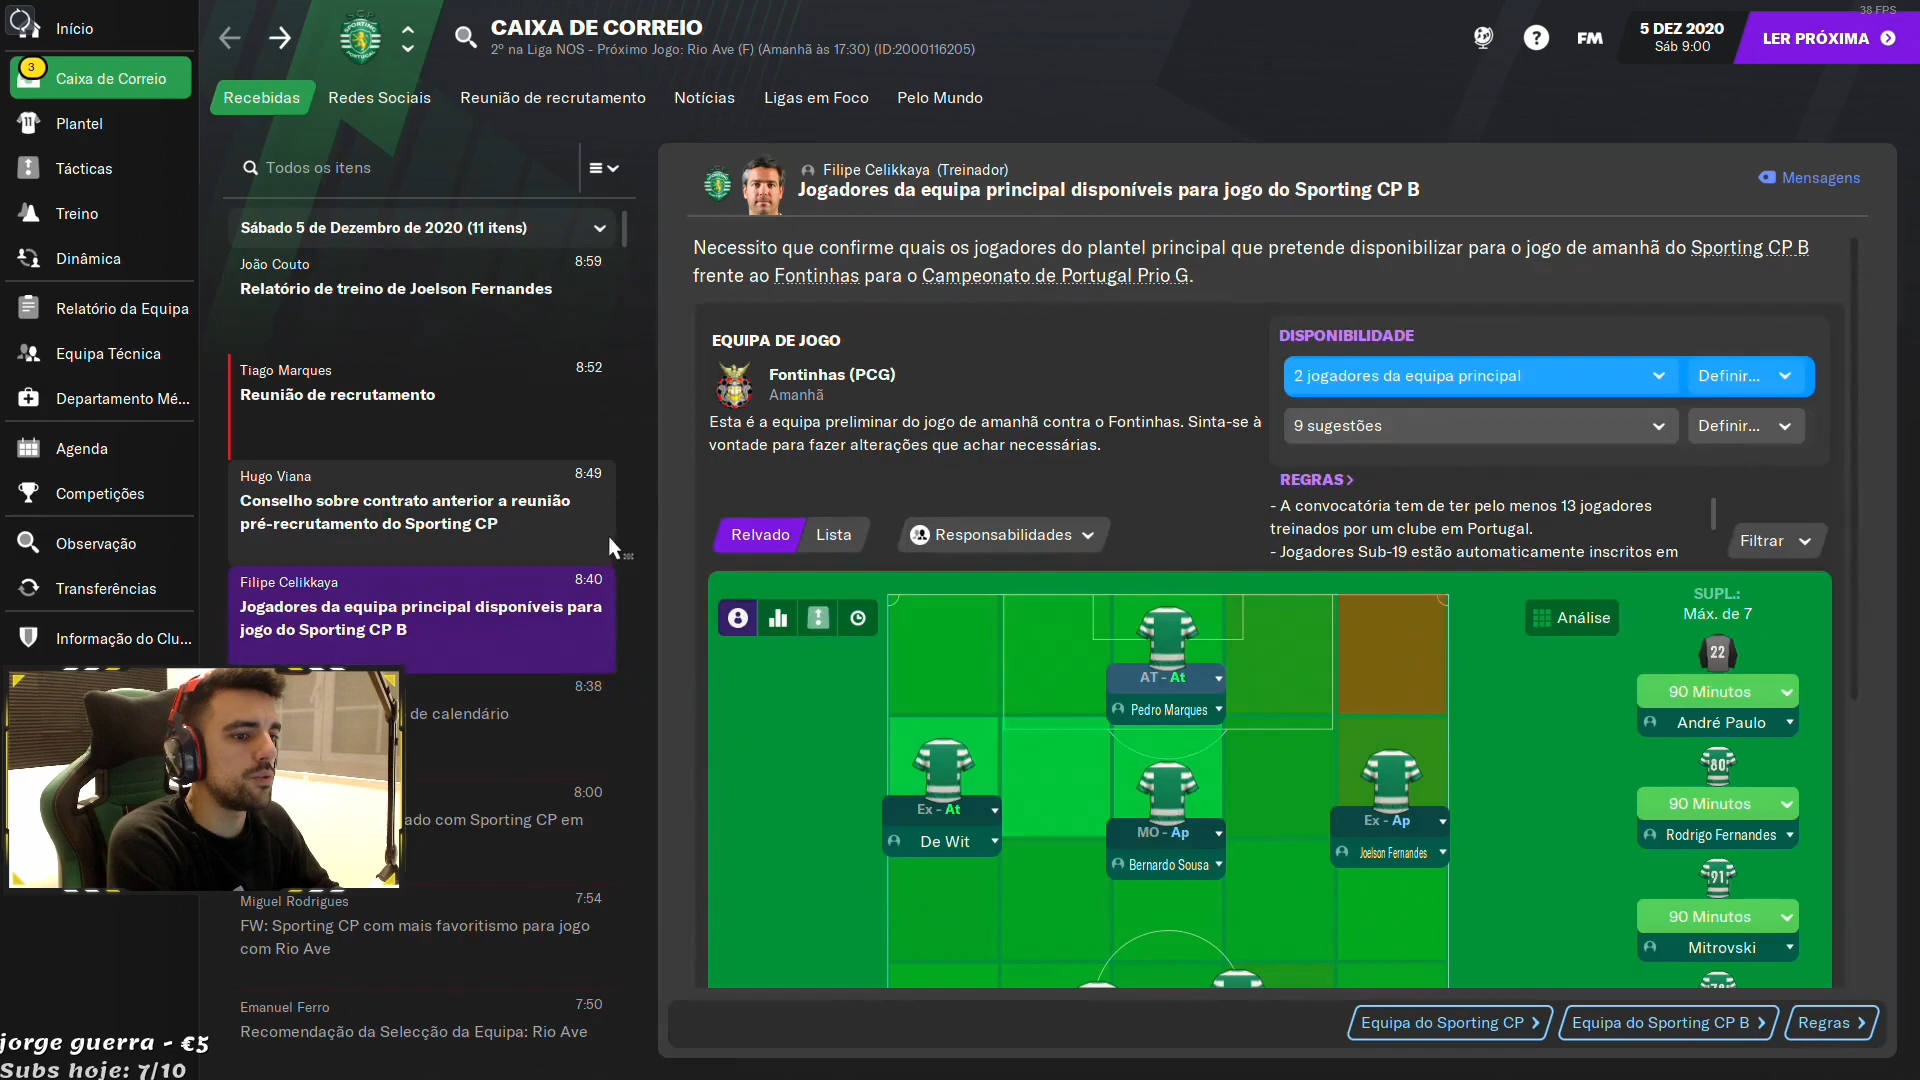 38 FPS
Início
CAIXA DE CORREIO
2º na Liga NOS - Próximo Jogo: Rio Ave (F) (Amanhã às 17:30) (ID:2000116205)
FM
5 DEZ 2020
Sáb 9:00
LER PRÓXIMA
3
Caixa de Correio
Plantel
Tácticas
Treino
Dinâmica
Relatório da Equipa
Equipa Técnica
Departamento Mé...
Agenda
Competições
Observação
Transferências
Informação do Clu...
Recebidas
Redes Sociais
Reunião de recrutamento
Notícias
Ligas em Foco
Pelo Mundo
Todos os itens
Sábado 5 de Dezembro de 2020 (11 itens)
João Couto
8:59
Relatório de treino de Joelson Fernandes
Tiago Marques
8:52
Reunião de recrutamento
Hugo Viana
8:49
Conselho sobre contrato anterior a reunião
pré-recrutamento do Sporting CP
Filipe Celikkaya
8:40
Jogadores da equipa principal disponíveis para
jogo do Sporting CP B
8:38
de calendário
8:00
ado com Sporting CP em
Miguel Rodrigues
7:54
FW: Sporting CP com mais favoritismo para jogo
com Rio Ave
Emanuel Ferro
7:50
Recomendação da Selecção da Equipa: Rio Ave
jorge guerra - €5
Subs hoje: 7/10
Filipe Celikkaya (Treinador)
Jogadores da equipa principal disponíveis para jogo do Sporting CP B
Mensagens
Necessito que confirme quais os jogadores do plantel principal que pretende disponibilizar para o jogo de amanhã do Sporting CP B
frente ao Fontinhas para o Campeonato de Portugal Prio G.
EQUIPA DE JOGO
Fontinhas (PCG)
Amanhã
Esta é a equipa preliminar do jogo de amanhã contra o Fontinhas. Sinta-se à
vontade para fazer alterações que achar necessárias.
DISPONIBILIDADE
2 jogadores da equipa principal
Definir...
9 sugestões
Definir...
REGRAS
- A convocatória tem de ter pelo menos 13 jogadores
treinados por um clube em Portugal.
- Jogadores Sub-19 estão automaticamente inscritos em
Relvado
Lista
Responsabilidades
Filtrar
Análise
SUPL.:
Máx. de 7
AT - At
Pedro Marques
Ex - At
De Wit
MO - Ap
Bernardo Sousa
Ex - Ap
Joelson Fernandes
22
90 Minutos
André Paulo
80
90 Minutos
Rodrigo Fernandes
91
90 Minutos
Mitrovski
Equipa do Sporting CP
Equipa do Sporting CP B
Regras